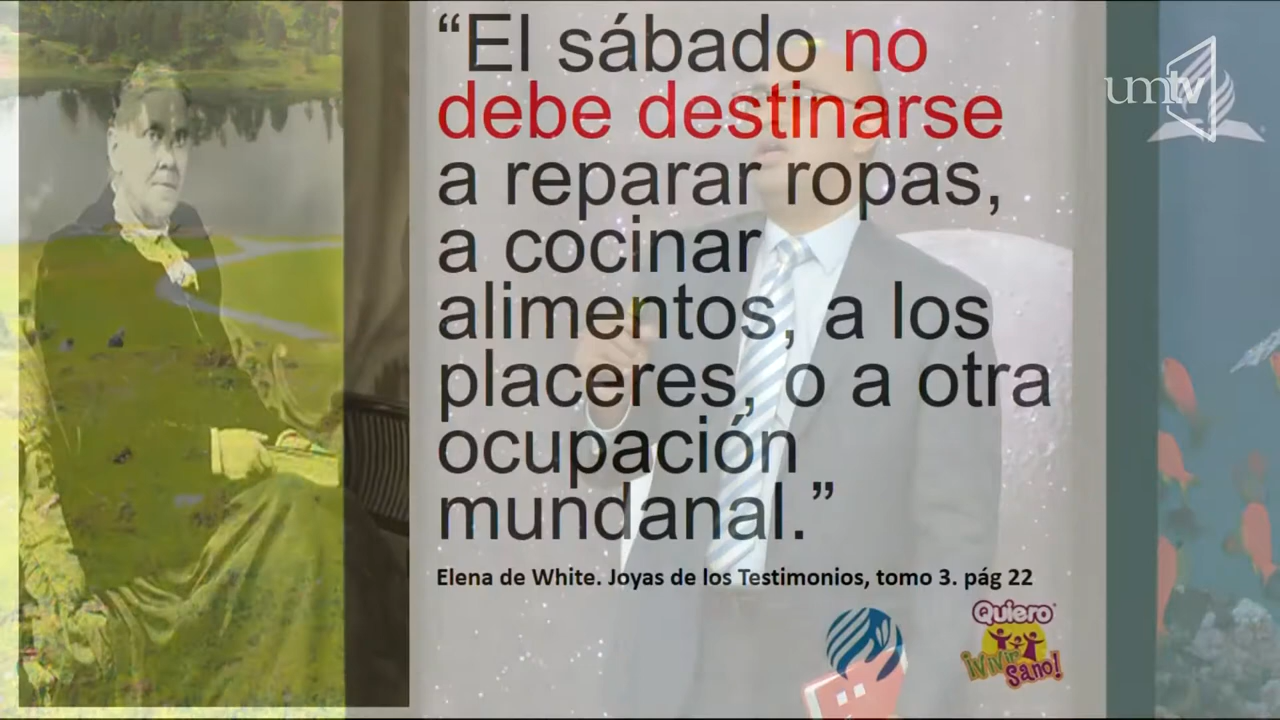 “El sábado no
debe destinarse
a reparar ropas,
a cocinar
alimentos, a los
placeres, o a otra
ocupación
mundanal.”
Elena de White. Joyas de los Testimonios, tomo 3. pág 22
umtv
Quiero
¡Vivir
Sano!